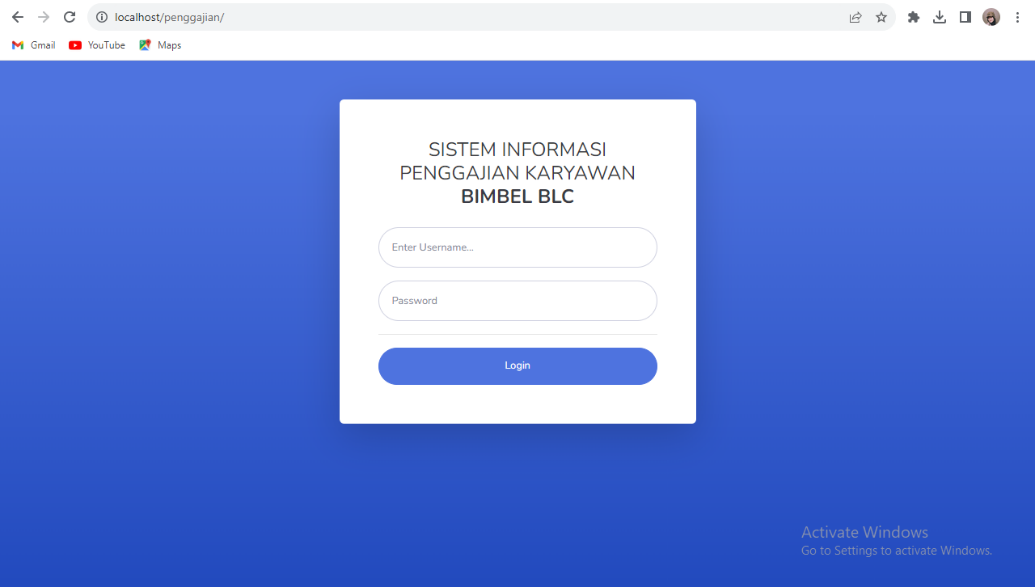 localhost/penggajian/
Gmail YouTube Maps
SISTEM INFORMASI
PENGGAJIAN KARYAWAN
BIMBEL BLC
Enter Username...
Password
Login
Activate Windows
Go to Settings to activate Windows.